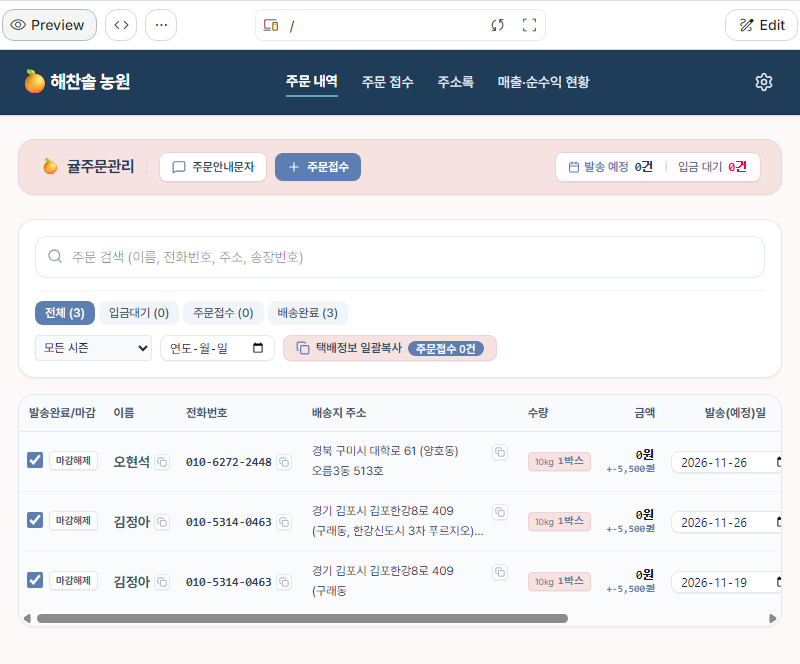 Preview
/
Edit
해찬솔 농원
주문 내역 주문 접수 주소록 매출·순수익 현황
귤주문관리 주문안내문자 + 주문접수 발송 예정 0건 입금 대기 0건
주문 검색 (이름, 전화번호, 주소, 송장번호)
전체 (3) 입금대기 (0) 주문접수 (0) 배송완료 (3)
모든 시즌 연도-월-일 택배정보 일괄복사 주문접수 0건
발송완료/마감 이름 전화번호 배송지 주소 수량 금액 발송(예정)일
마감해제 오현석 010-6272-2448 경북 구미시 대학로 61 (양호동) 10kg 1박스 0원 2026-11-26
오름3동 513호 +-5,500원
마감해제 김정아 010-5314-0463 경기 김포시 김포한강8로 409 10kg 1박스 0원 2026-11-26
(구래동, 한강신도시 3차 푸르지오)... +-5,500원
마감해제 김정아 010-5314-0463 경기 김포시 김포한강8로 409 10kg 1박스 0원 2026-11-19
(구래동 +-5,500원